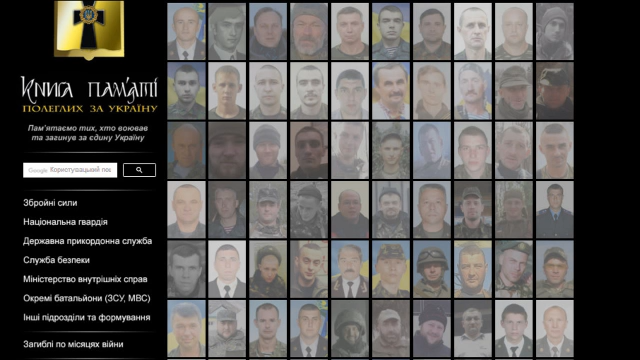 Книга пам'яті
ПОЛЕГЛИХ ЗА УКРАЇНУ
Пам'ятаємо тих, хто воював
та загинув за єдину Україну
Google Користувацький
Збройні сили
Національна гвардія
Державна прикордонна служба
Служба безпеки
Міністерство внутрішніх справ
Окремі батальйони (ЗСУ, МВС)
Інші підрозділи та формування
Загиблі по місяцях війни